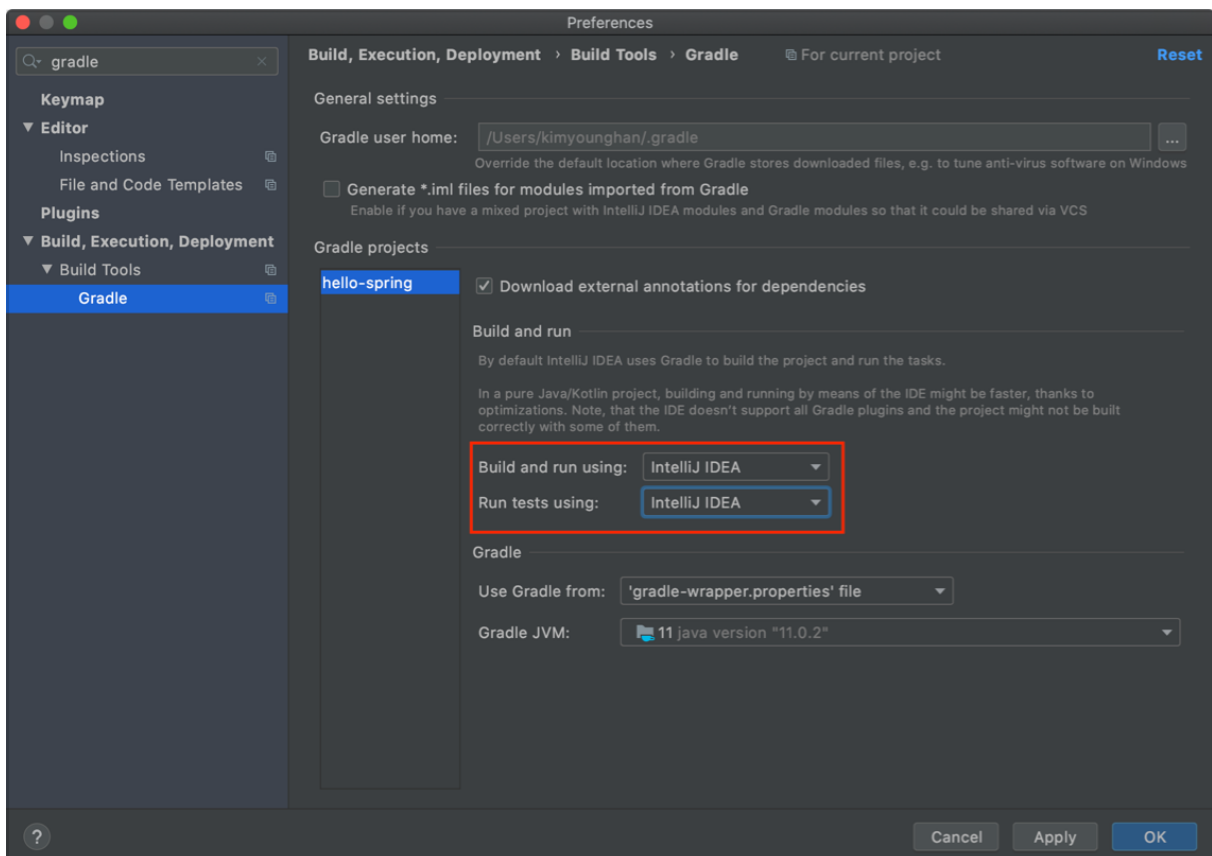 Preferences
gradle
Keymap
Editor
Inspections
File and Code Templates
Plugins
Build, Execution, Deployment
Build Tools
Gradle
Build, Execution, Deployment › Build Tools › Gradle
For current project
Reset
General settings
Gradle user home: /Users/kimyounghan/.gradle ...
Override the default location where Gradle stores downloaded files, e.g. to tune anti-virus software on Windows
Generate *.iml files for modules imported from Gradle
Enable if you have a mixed project with IntelliJ IDEA modules and Gradle modules so that it could be shared via VCS
Gradle projects
hello-spring
Download external annotations for dependencies
Build and run
By default IntelliJ IDEA uses Gradle to build the project and run the tasks.
In a pure Java/Kotlin project, building and running by means of the IDE might be faster, thanks to
optimizations. Note, that the IDE doesn't support all Gradle plugins and the project might not be built
correctly with some of them.
Build and run using: IntelliJ IDEA
Run tests using: IntelliJ IDEA
Gradle
Use Gradle from: 'gradle-wrapper.properties' file
Gradle JVM: 11 java version "11.0.2"
?
Cancel
Apply
OK